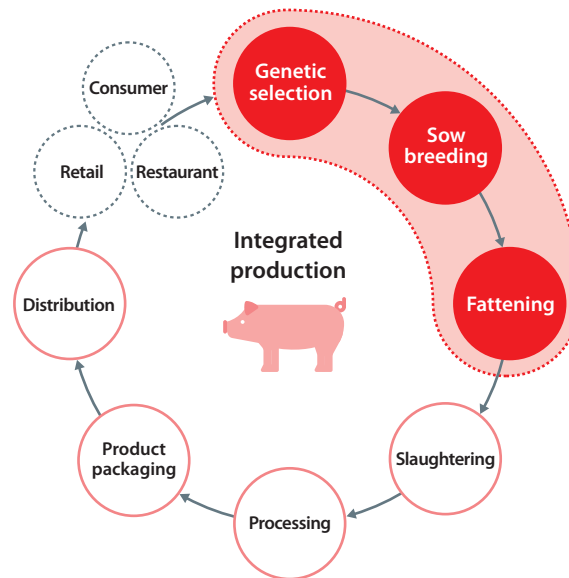 Genetic
selection
Sow
breeding
Fattening
Slaughtering
Processing
Product
packaging
Distribution
Retail
Restaurant
Consumer
Integrated
production